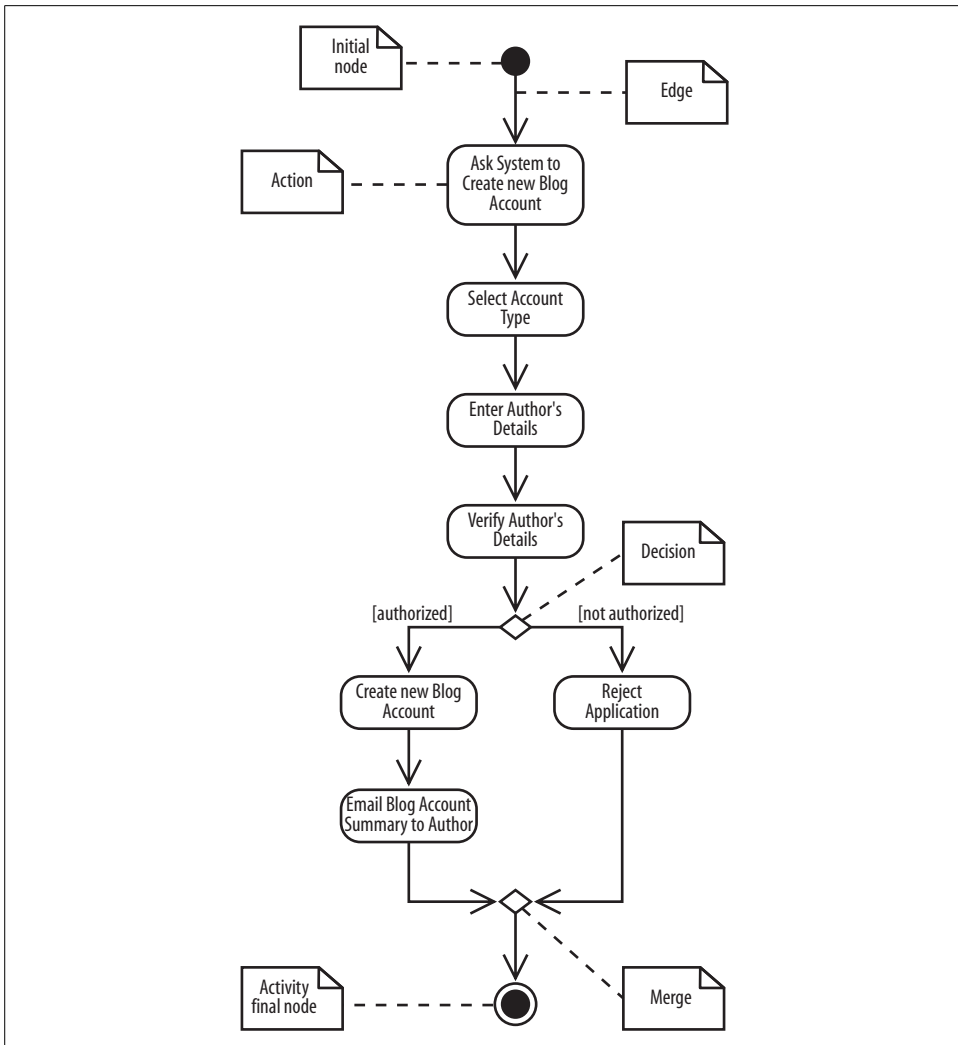 Initial
node
Edge
Ask System to
Create new Blog
Account
Action
Select Account
Type
Enter Author's
Details
Verify Author's
Details
Decision
[authorized]
[not authorized]
Create new Blog
Account
Reject
Application
Email Blog Account
Summary to Author
Activity
final node
Merge